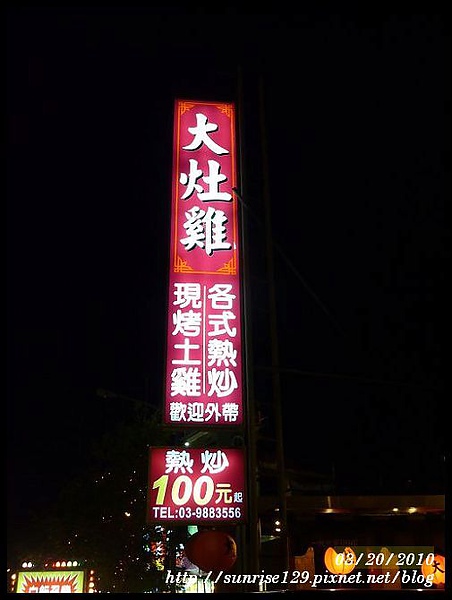 大灶雞
各式熱炒
現烤土雞
歡迎外帶
熱炒
100元起
TEL:03-9883556
03/20/2010
http://sunrise129.pixnet.net/blog